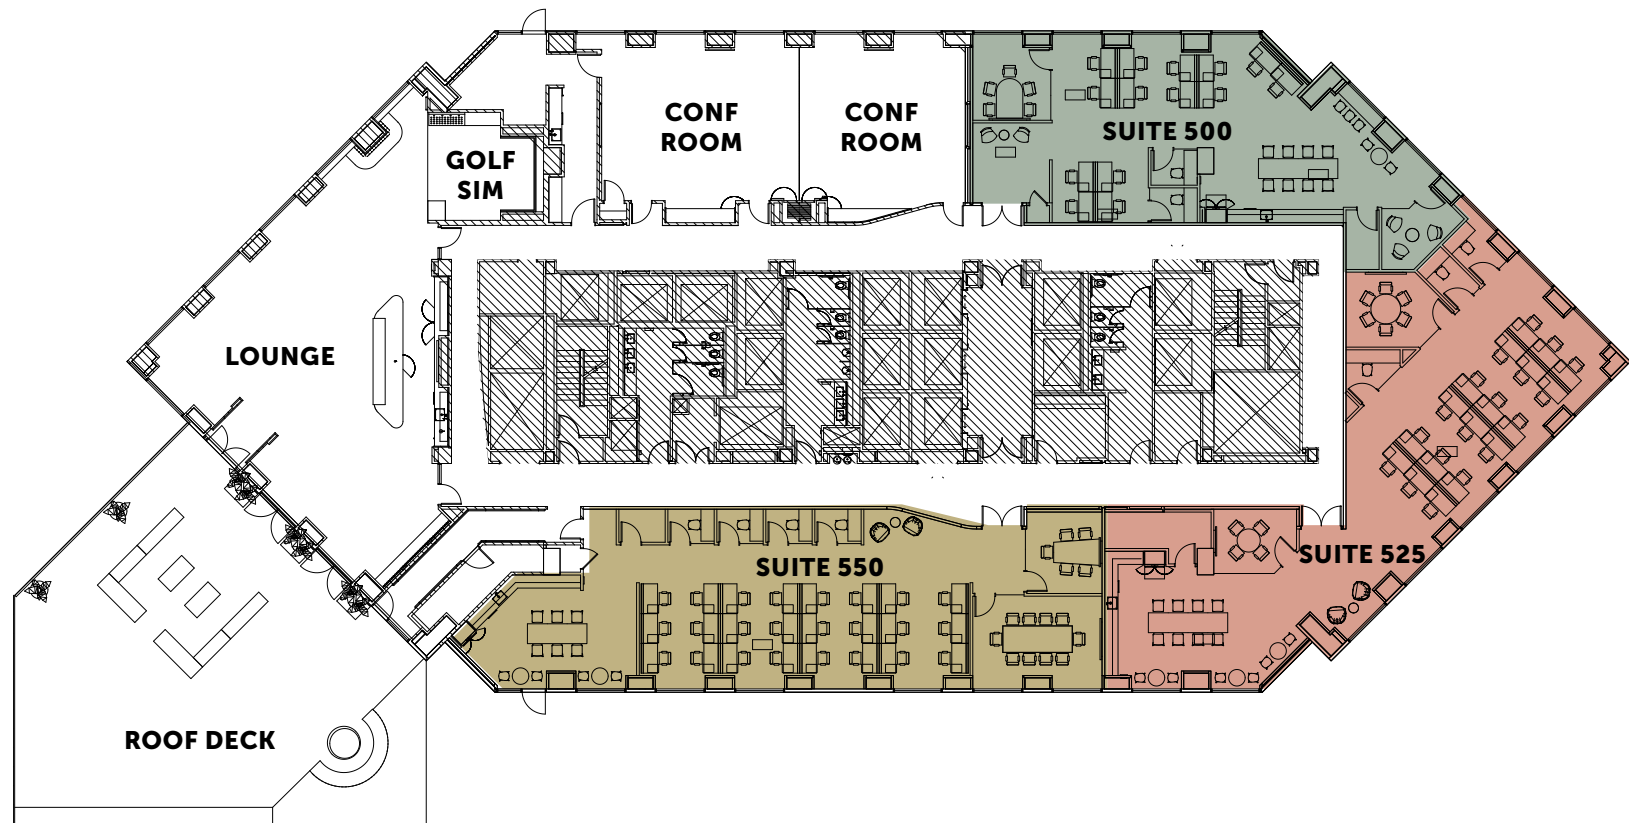 CONF
ROOM
CONF
ROOM
SUITE 500
GOLF
SIM
LOUNGE
SUITE 550
SUITE 525
ROOF DECK